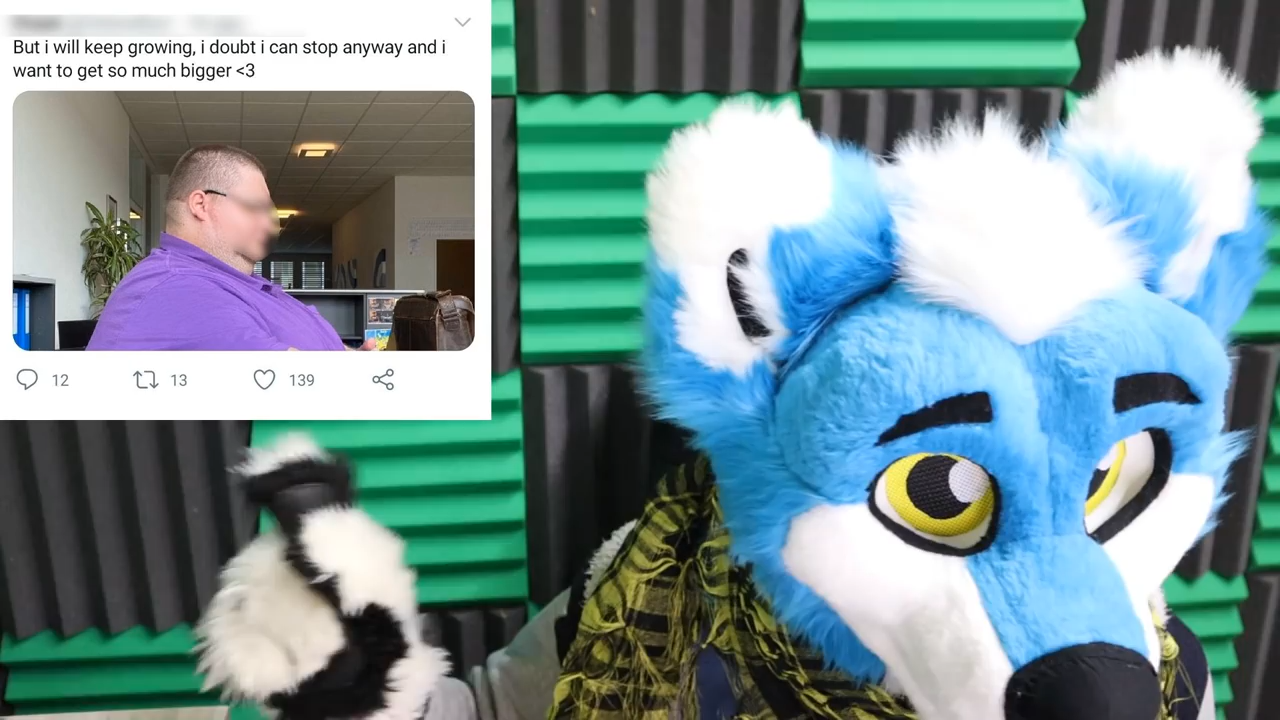 But i will keep growing, i doubt i can stop anyway and i
want to get so much bigger <3
12 13 139